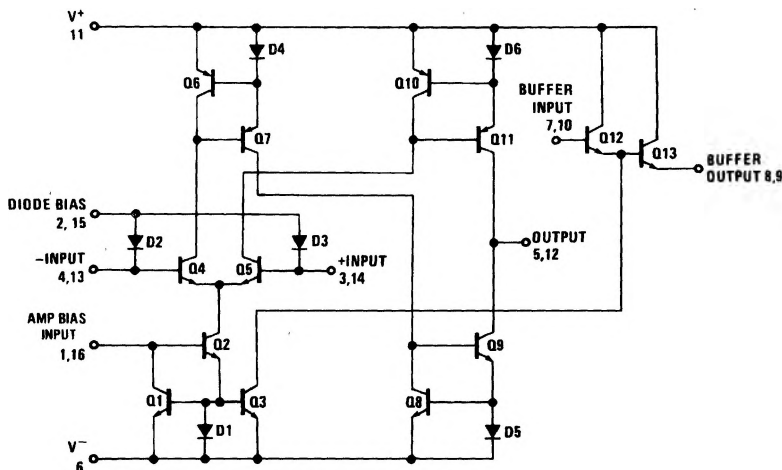 V+
11
D4
D6
Q6
Q10
BUFFER
INPUT
7,10
Q7
Q11
Q12
Q13
BUFFER
OUTPUT 8,9
DIODE BIAS
2, 15
D2
D3
OUTPUT
5,12
–INPUT
4,13
Q4
Q5
+INPUT
3,14
AMP BIAS
INPUT
1,16
Q2
Q9
Q1
Q3
Q8
D1
D5
V–
6